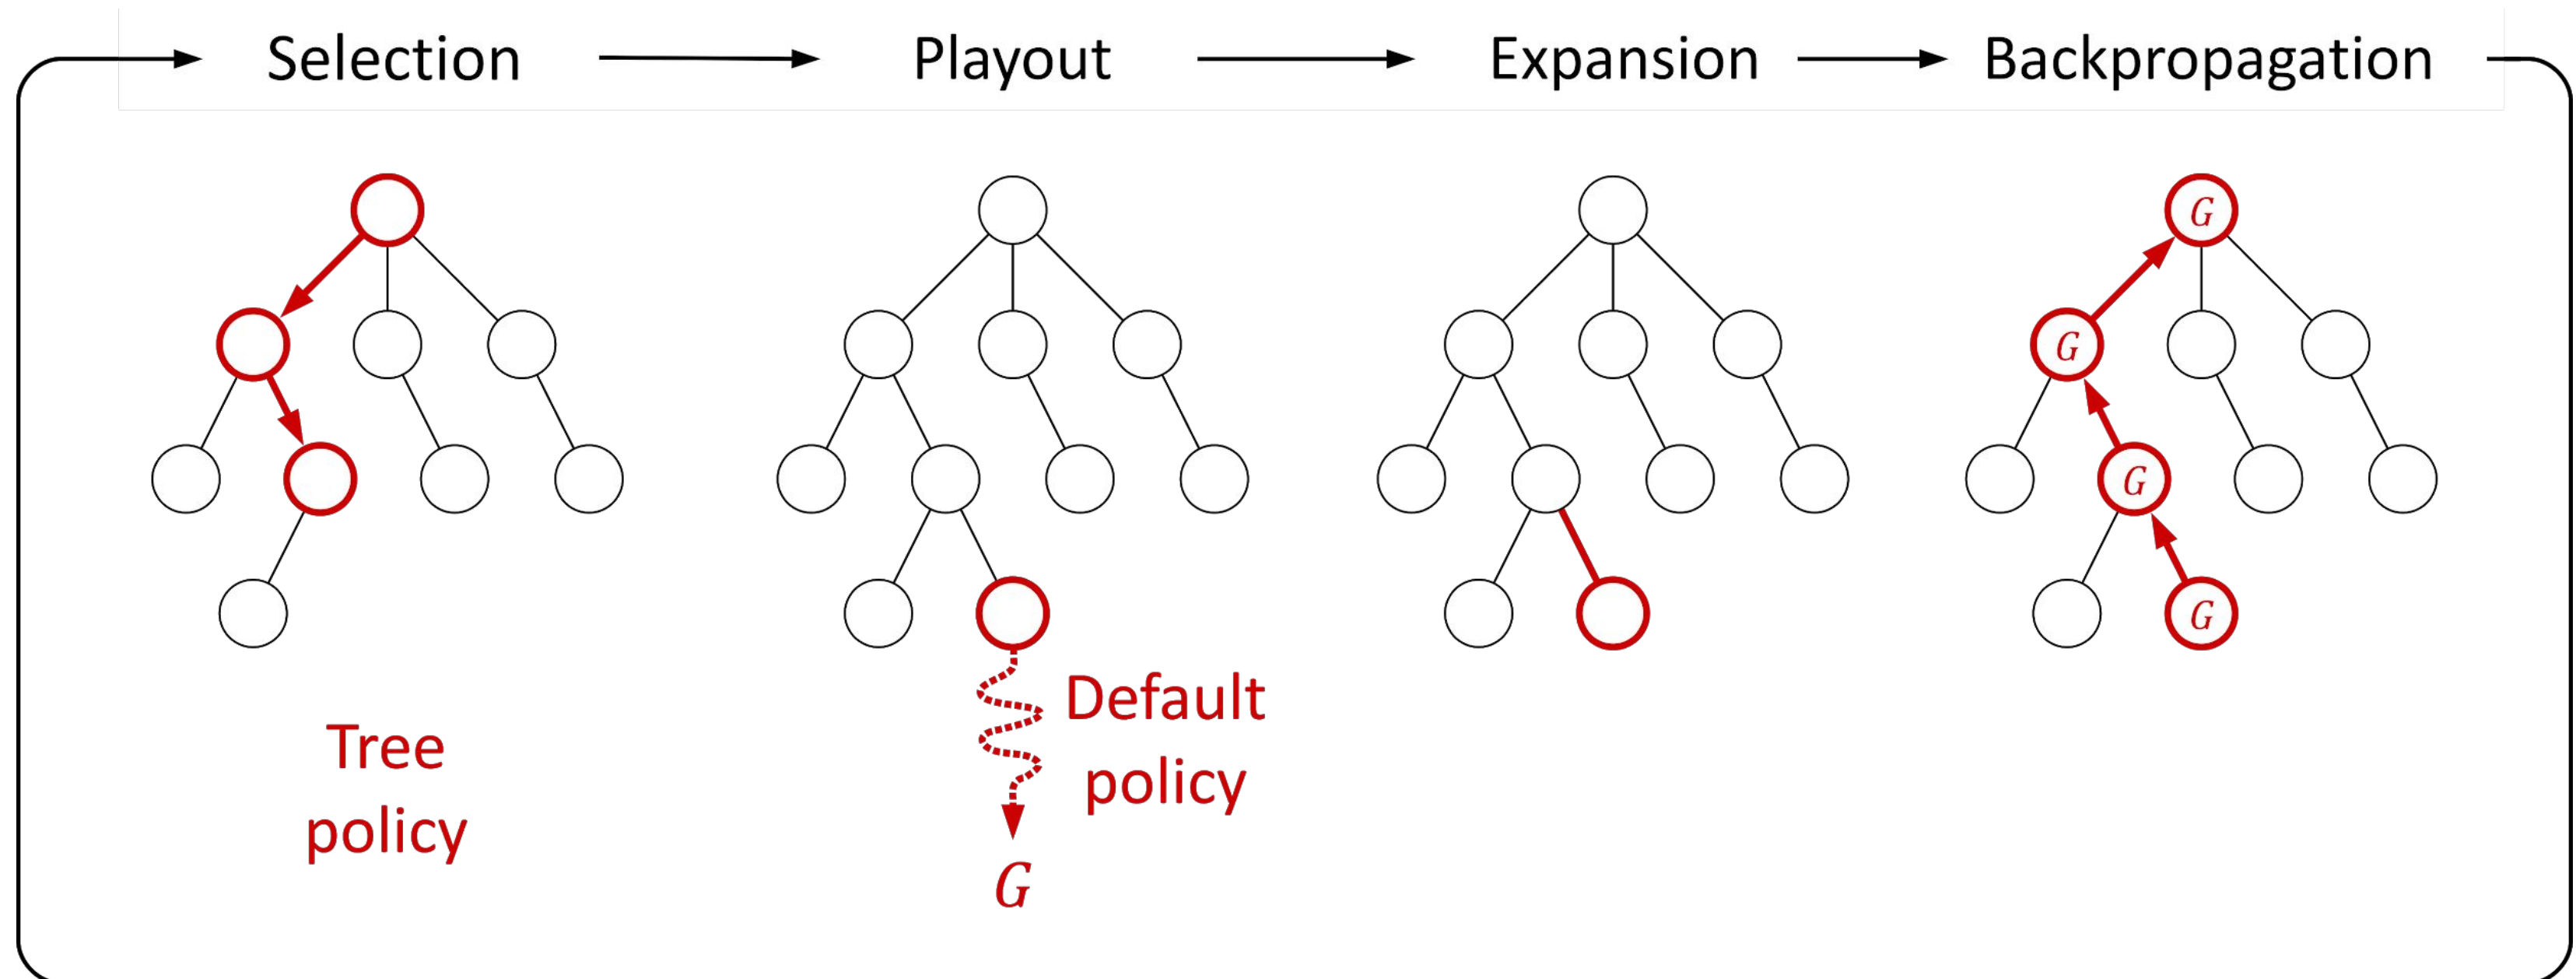 Selection
Playout
Expansion
Backpropagation
G
G
G
G
Tree
policy
Default
policy
G